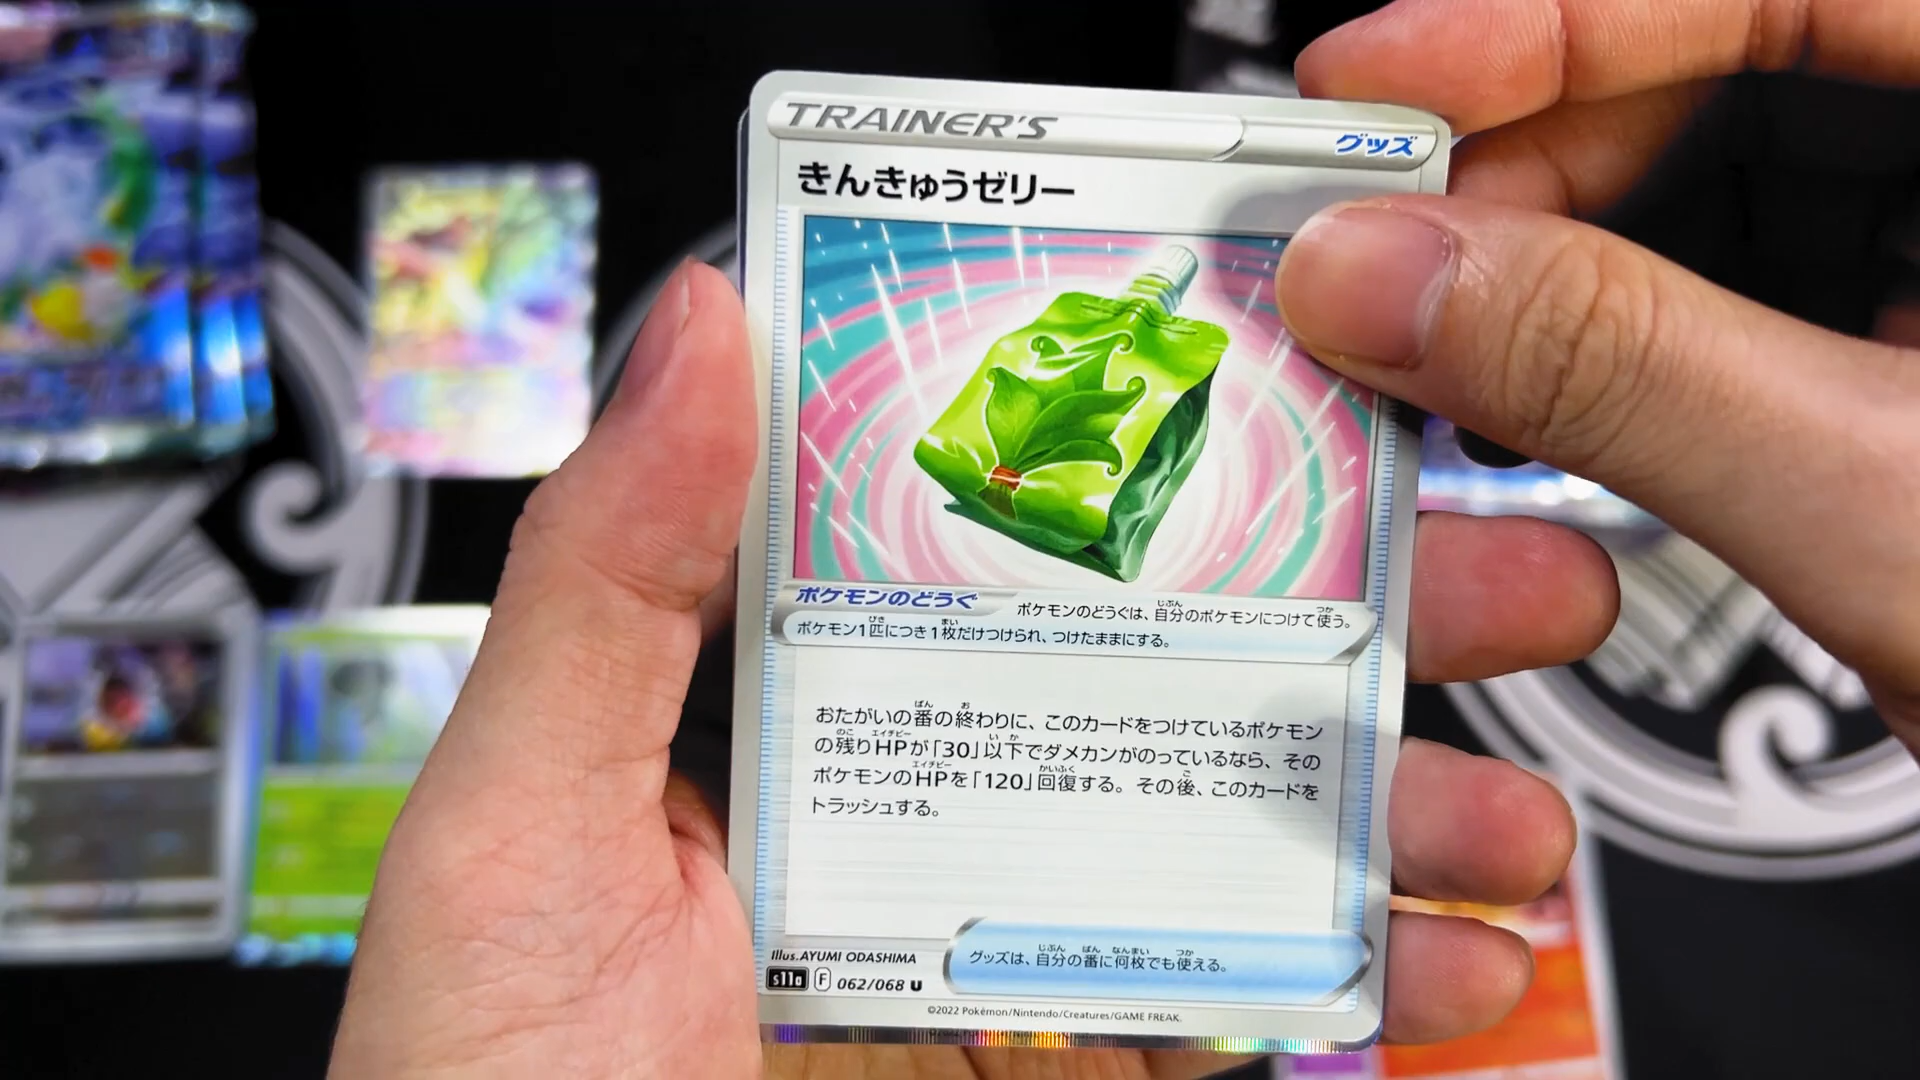 TRAINER'S
グッズ
きんきゅうゼリー
ポケモンのどうぐ
ポケモンのどうぐは、自分のポケモンにつけて使う。
ポケモン1匹につき1枚だけつけられ、つけたままにする。
おたがいの番の終わりに、このカードをつけているポケモン
の残りHPが「30」以下でダメカンがのっているなら、その
ポケモンのHPを「120」回復する。その後、このカードを
トラッシュする。
Illus. AYUMI ODASHIMA
グッズは、自分の番に何枚でも使える。
s11a F 062/068 U
©2022 Pokémon/Nintendo/Creatures/GAME FREAK.